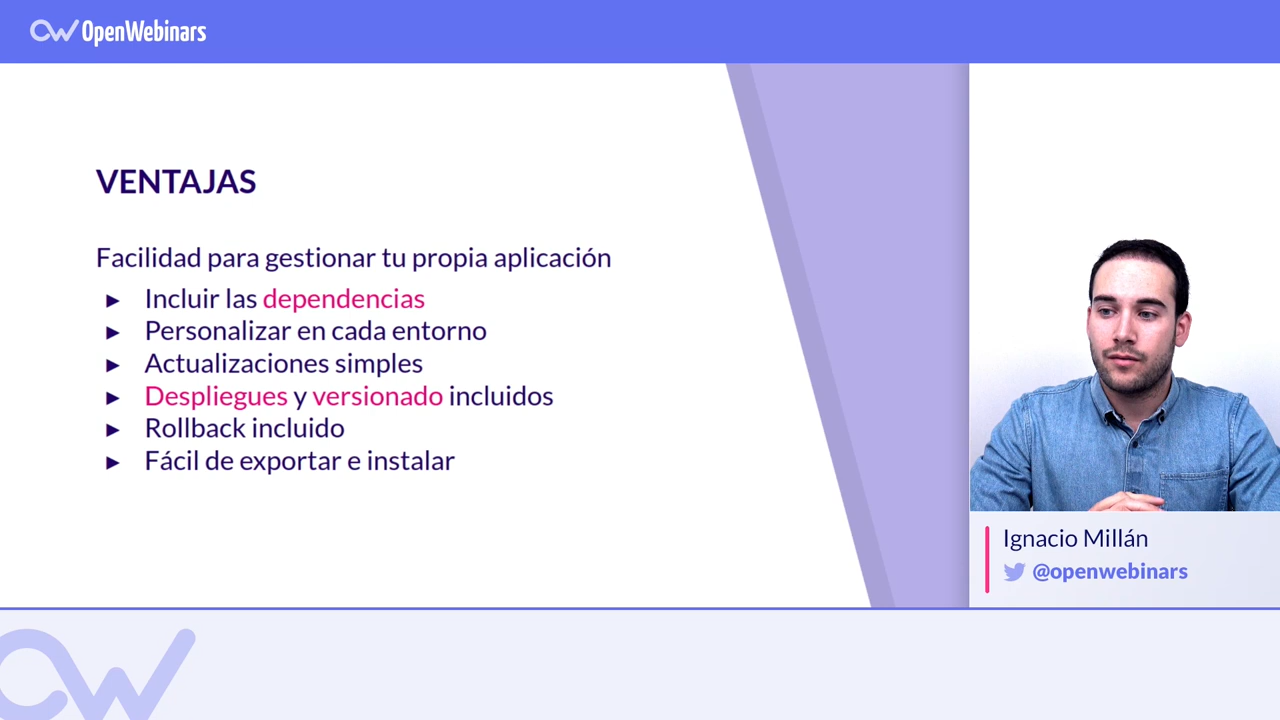 OpenWebinars
VENTAJAS
Facilidad para gestionar tu propia aplicación
► Incluir las dependencias
► Personalizar en cada entorno
► Actualizaciones simples
► Despliegues y versionado incluidos
► Rollback incluido
► Fácil de exportar e instalar
Ignacio Millán
@openwebinars